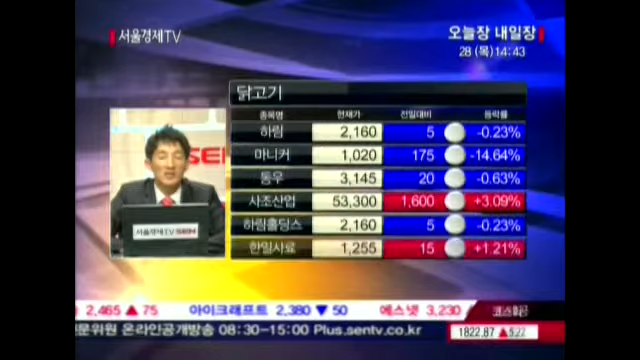 서울경제TV
오늘장 내일장
28 (목) 14:43
닭고기
종목명 현재가 전일대비 등락률
하림 2,160 5 -0.23%
마니커 1,020 175 -14.64%
동우 3,145 20 -0.63%
사조산업 53,300 1,600 +3.09%
하림홀딩스 2,160 5 -0.23%
한일사료 1,255 15 +1.21%
서울경제TV SEN
2,465 ▲ 75 아이크래프트 2,380 ▼ 50 에스넷 3,230
문위원 온라인공개방송 08:30-15:00 Plus.sentv.co.kr
1822.87 ▲5.22